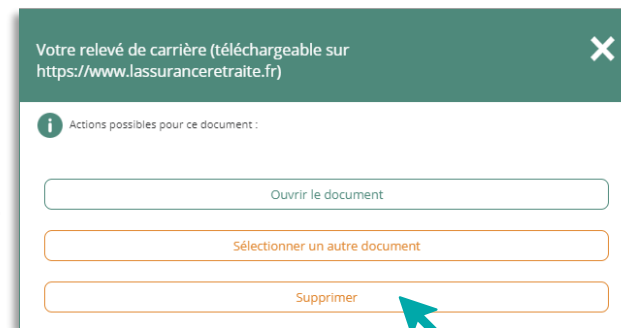 Votre relevé de carrière (téléchargeable sur
https://www.lassuranceretraite.fr)
Actions possibles pour ce document :
Ouvrir le document
Sélectionner un autre document
Supprimer